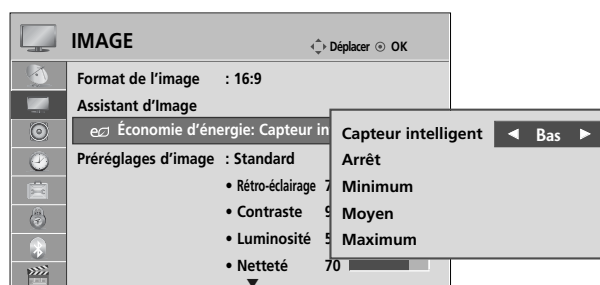 IMAGE
Déplacer OK
Format de l'image : 16:9
Assistant d'Image
Économie d'énergie: Capteur in
Préréglages d'image : Standard
• Rétro-éclairage 7
• Contraste 9
• Luminosité 5
• Netteté 70
Capteur intelligent ◄ Bas ►
Arrêt
Minimum
Moyen
Maximum